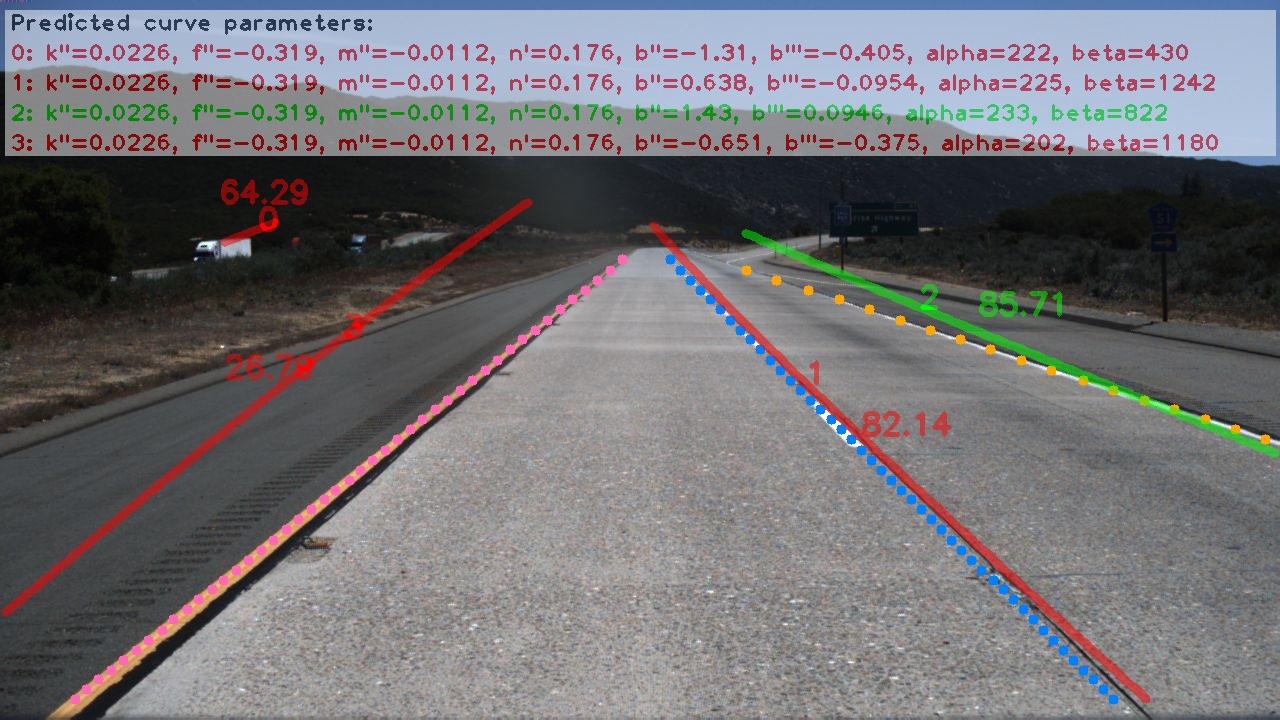 Predicted curve parameters:
0: k''=0.0226, f''=-0.319, m''=-0.0112, n'=0.176, b''=-1.31, b'''=-0.405, alpha=222, beta=430
1: k''=0.0226, f''=-0.319, m''=-0.0112, n'=0.176, b''=0.638, b'''=-0.0954, alpha=225, beta=1242
2: k''=0.0226, f''=-0.319, m''=-0.0112, n'=0.176, b''=1.43, b'''=0.0946, alpha=233, beta=822
3: k''=0.0226, f''=-0.319, m''=-0.0112, n'=0.176, b''=-0.651, b'''=-0.375, alpha=202, beta=1180
64.29
0
Highway
S1
2 85.71
3
1
82.14